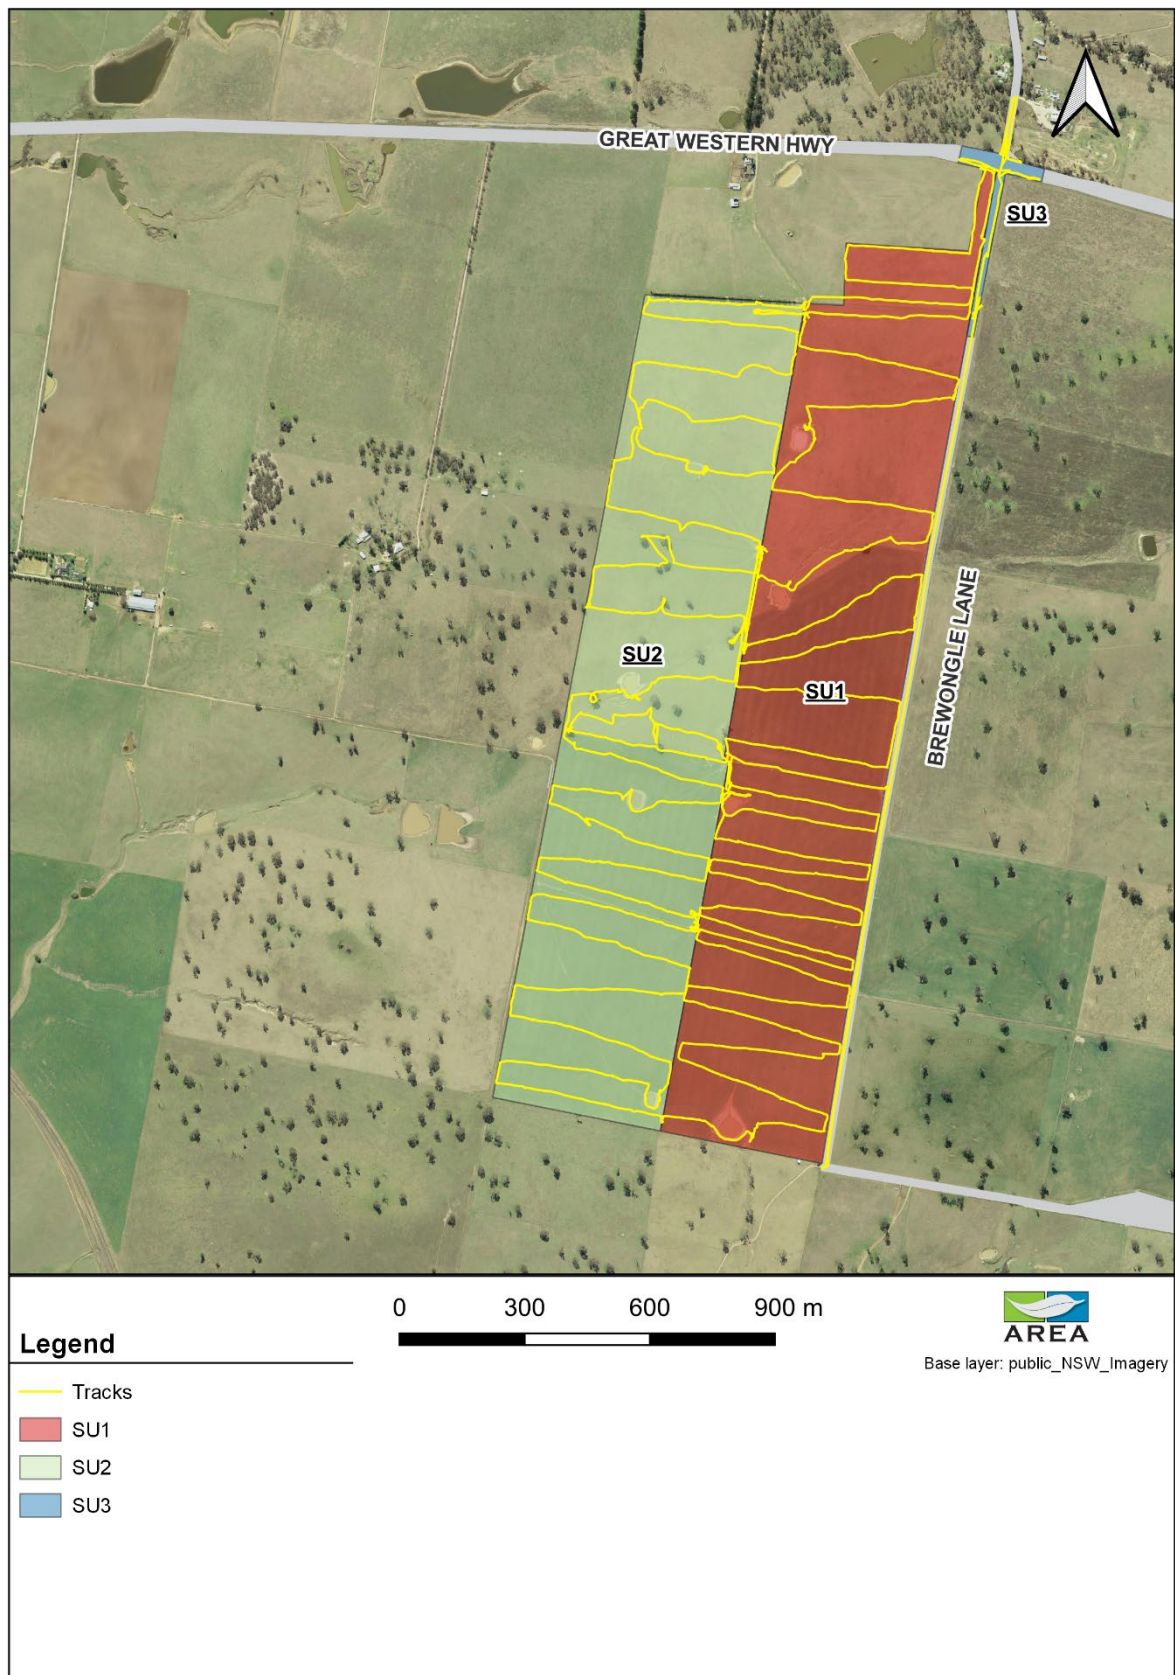 GREAT WESTERN HWY
SU3
SU2
SU1
BREWONGLE LANE
0 300 600 900 m
AREA
Base layer: public_NSW_Imagery
Legend
Tracks
SU1
SU2
SU3